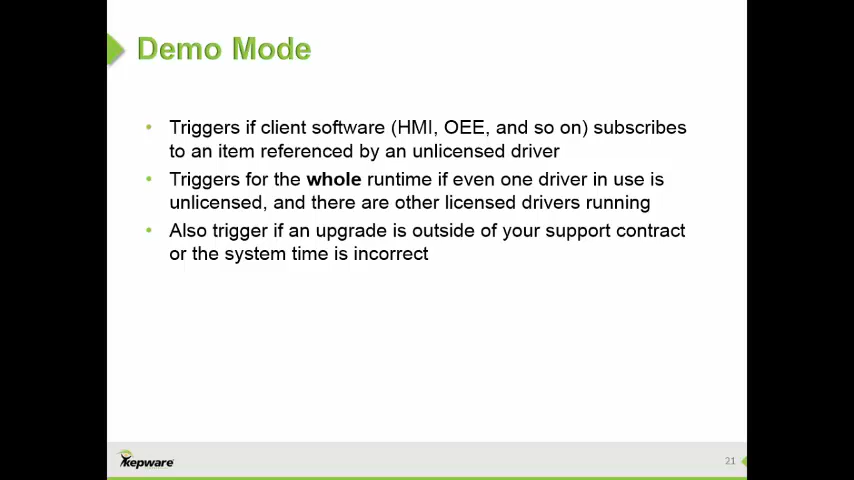 Demo Mode
• Triggers if client software (HMI, OEE, and so on) subscribes
to an item referenced by an unlicensed driver
• Triggers for the whole runtime if even one driver in use is
unlicensed, and there are other licensed drivers running
• Also trigger if an upgrade is outside of your support contract
or the system time is incorrect
kepware
21